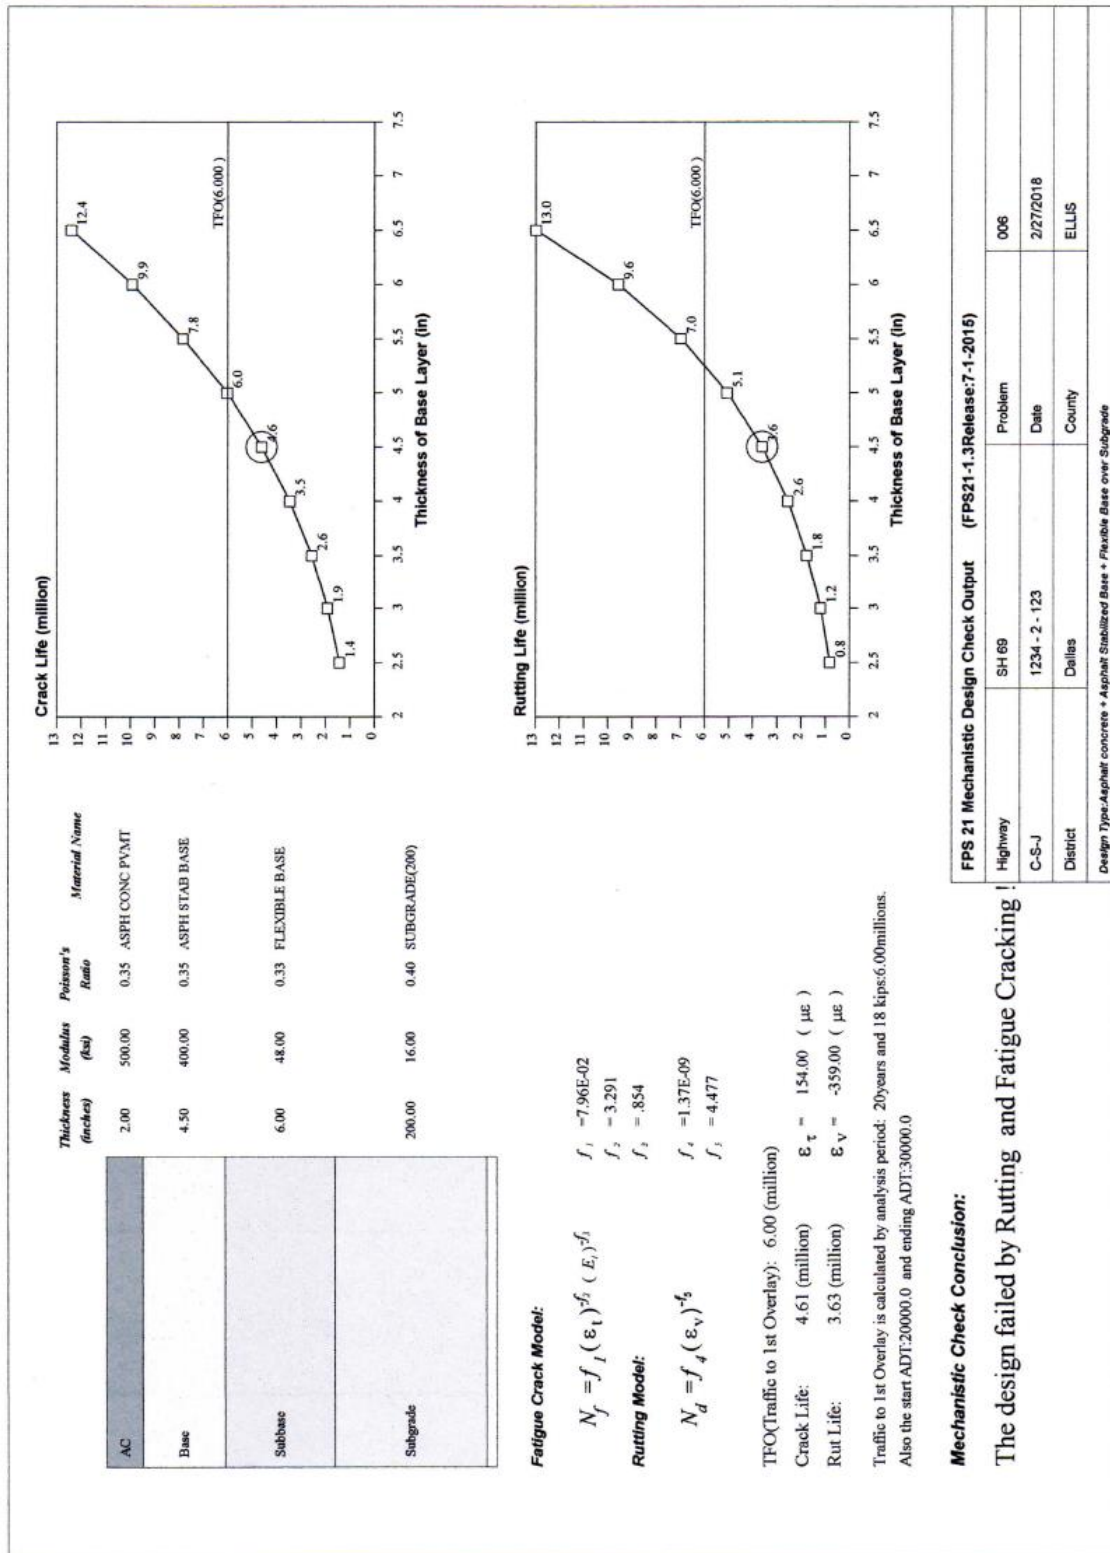 Thickness Modulus Poisson's Material Name
(inches) (ksi) Ratio
AC 2.00 500.00 0.35 ASPH CONC PVMT
Base 4.50 400.00 0.35 ASPH STAB BASE
Subbase 6.00 48.00 0.33 FLEXIBLE BASE
Subgrade 200.00 16.00 0.40 SUBGRADE(200)
Fatigue Crack Model:
N_f = f_1 (ε_t)^-f_2 (E_1)^-f_3
f_1 =7.96E-02
f_2 = 3.291
f_3 = .854
Rutting Model:
N_d = f_4 (ε_v)^-f_5
f_4 =1.37E-09
f_5 = 4.477
TFO(Traffic to 1st Overlay): 6.00 (million)
Crack Life: 4.61 (million) ε_τ = 154.00 ( με )
Rut Life: 3.63 (million) ε_v = -359.00 ( με )
Traffic to 1st Overlay is calculated by analysis period: 20years and 18 kips:6.00millions.
Also the start ADT:20000.0 and ending ADT:30000.0
Mechanistic Check Conclusion:
The design failed by Rutting and Fatigue Cracking !
Crack Life (million)
13
12
11
10
9
8
7
6
5
4
3
2
1
0
1.4
1.9
2.6
3.5
4.6
6.0
7.8
9.9
12.4
TFO(6.000 )
2 2.5 3 3.5 4 4.5 5 5.5 6 6.5 7 7.5
Thickness of Base Layer (in)
Rutting Life (million)
13
12
11
10
9
8
7
6
5
4
3
2
1
0
0.8
1.2
1.8
2.6
3.6
5.1
7.0
9.6
13.0
TFO(6.000 )
2 2.5 3 3.5 4 4.5 5 5.5 6 6.5 7 7.5
Thickness of Base Layer (in)
FPS 21 Mechanistic Design Check Output (FPS21-1.3Release:7-1-2015)
Highway SH 69 Problem 006
C-S-J 1234 - 2 - 123 Date 2/27/2018
District Dallas County ELLIS
Design Type:Asphalt concrete + Asphalt Stabilized Base + Flexible Base over Subgrade